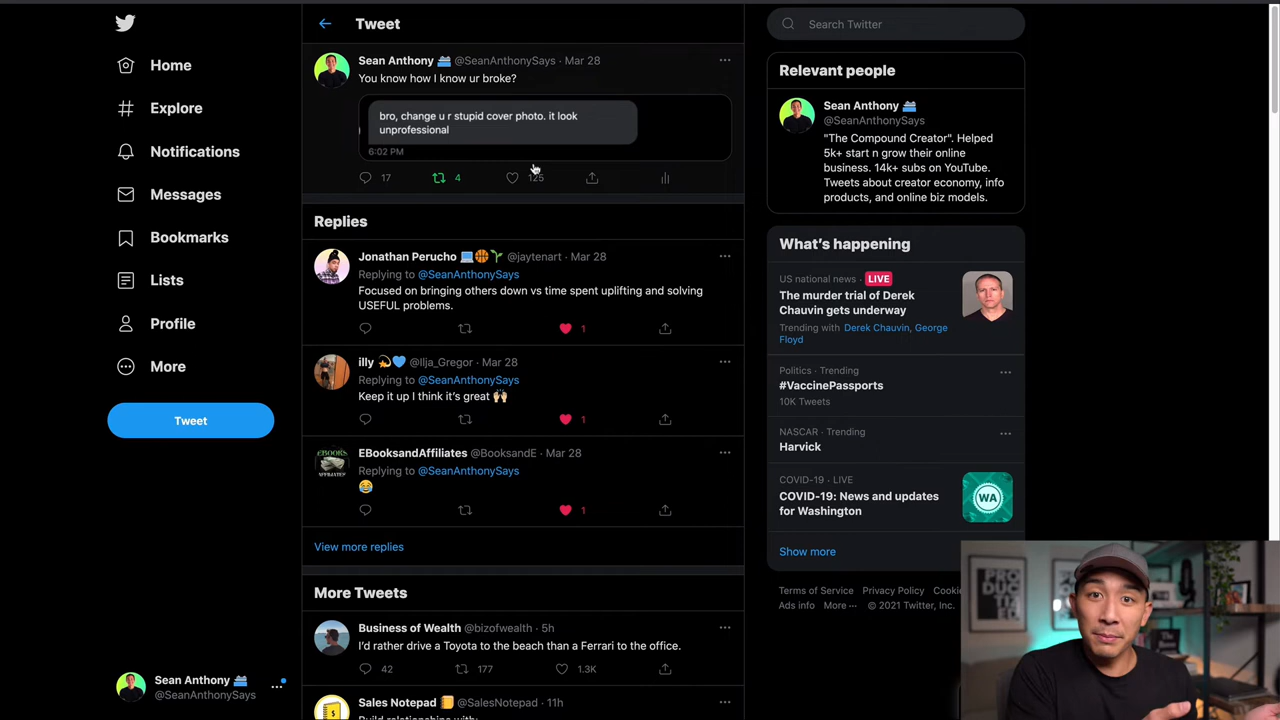 Home
Explore
Notifications
Messages
Bookmarks
Lists
Profile
More
Tweet
Sean Anthony
@SeanAnthonySays
Tweet
Sean Anthony @SeanAnthonySays · Mar 28
You know how I know ur broke?
bro, change u r stupid cover photo. it look
unprofessional
6:02 PM
17 4 125
Replies
Jonathan Perucho @jaytenart · Mar 28
Replying to @SeanAnthonySays
Focused on bringing others down vs time spent uplifting and solving
USEFUL problems.
1
illy @Ilja_Gregor · Mar 28
Replying to @SeanAnthonySays
Keep it up I think it's great 🙌🏻
1
EBooksandAffiliates @BooksandE · Mar 28
Replying to @SeanAnthonySays
😂
1
View more replies
More Tweets
Business of Wealth @bizofwealth · 5h
I'd rather drive a Toyota to the beach than a Ferrari to the office.
42 177 1.3K
Sales Notepad @SalesNotepad · 11h
Build relationships with:
Search Twitter
Relevant people
Sean Anthony
@SeanAnthonySays
"The Compound Creator". Helped
5k+ start n grow their online
business. 14k+ subs on YouTube.
Tweets about creator economy, info
products, and online biz models.
What's happening
US national news · LIVE
The murder trial of Derek
Chauvin gets underway
Trending with Derek Chauvin, George
Floyd
Politics · Trending
#VaccinePassports
10K Tweets
NASCAR · Trending
Harvick
COVID-19 · LIVE
COVID-19: News and updates
for Washington
WA
Show more
Terms of Service Privacy Policy
Ads info More ··· © 2021 Twitter, Inc.